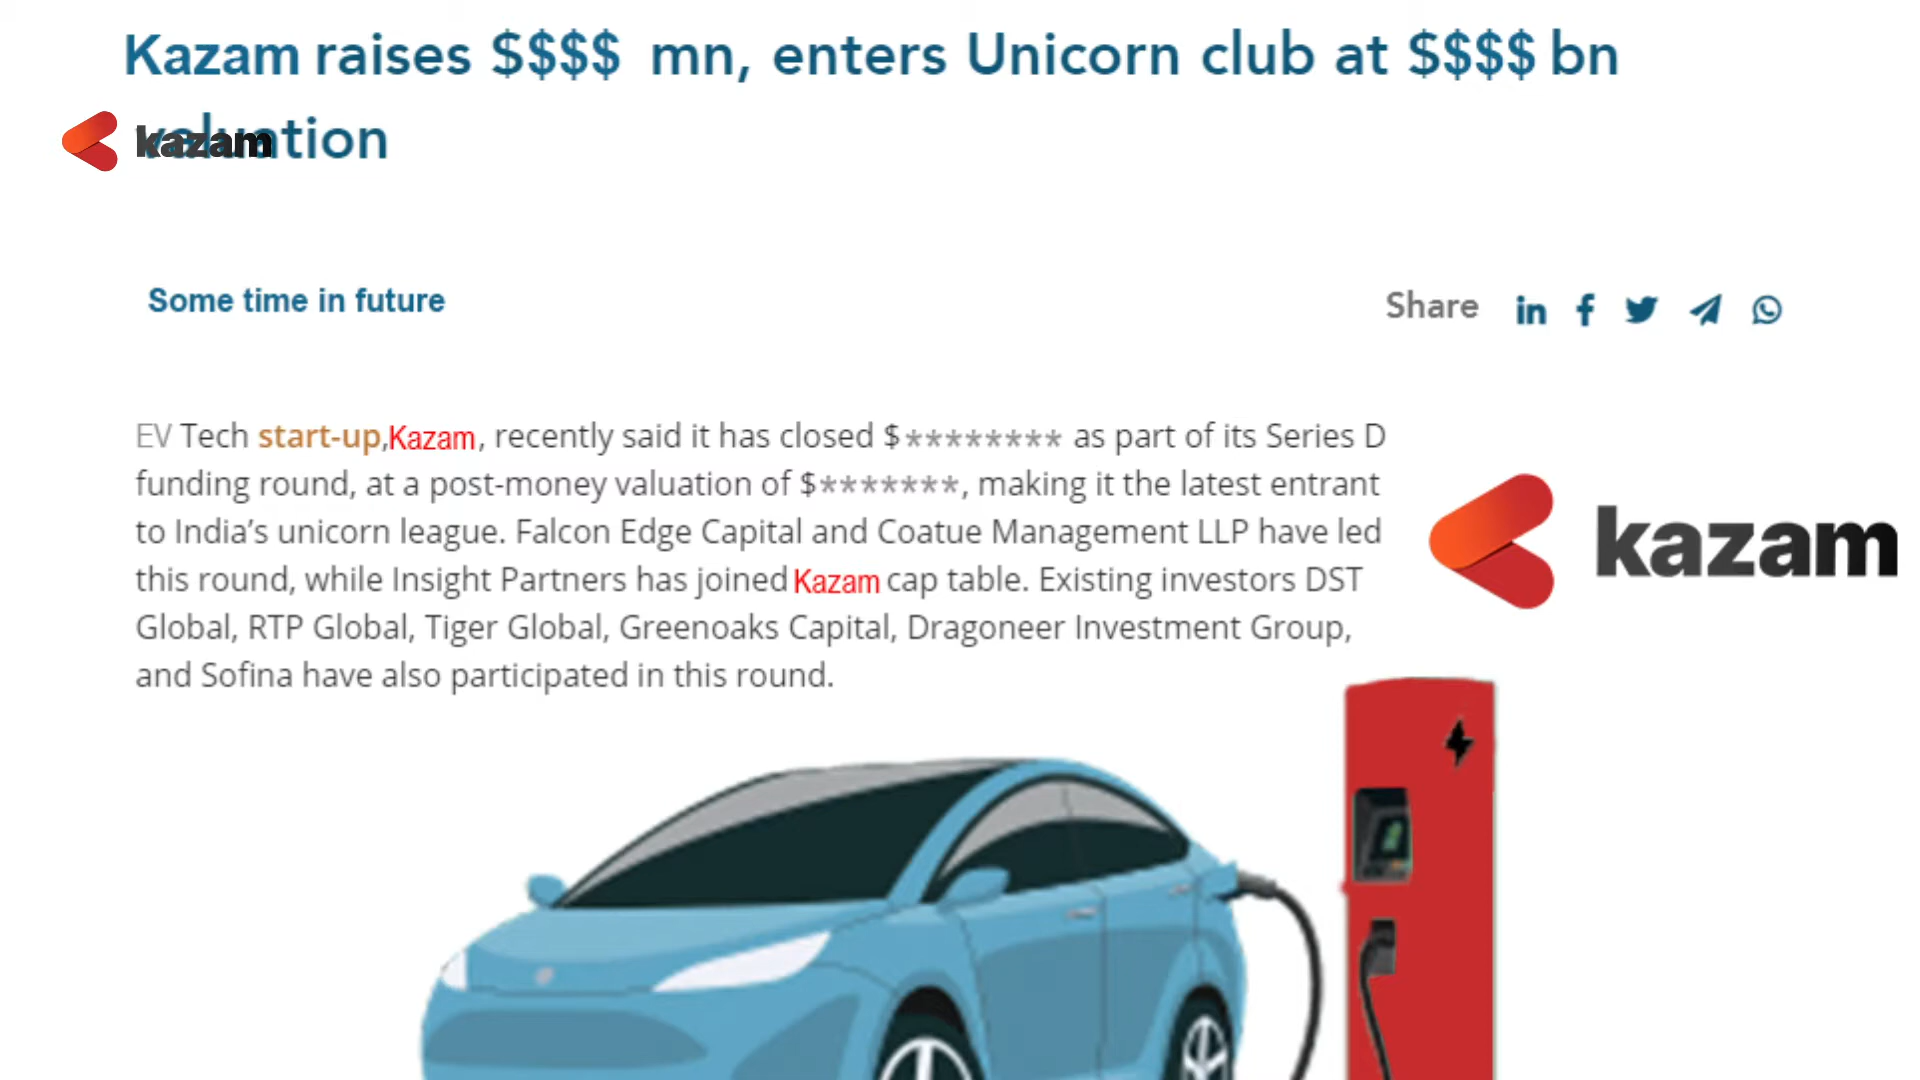 Kazam raises $$$$ mn, enters Unicorn club at $$$$ bn
valuation
kazam
Some time in future
Share
EV Tech start-up,Kazam, recently said it has closed $******** as part of its Series D
funding round, at a post-money valuation of $*******, making it the latest entrant
to India’s unicorn league. Falcon Edge Capital and Coatue Management LLP have led
this round, while Insight Partners has joined Kazam cap table. Existing investors DST
Global, RTP Global, Tiger Global, Greenoaks Capital, Dragoneer Investment Group,
and Sofina have also participated in this round.
kazam